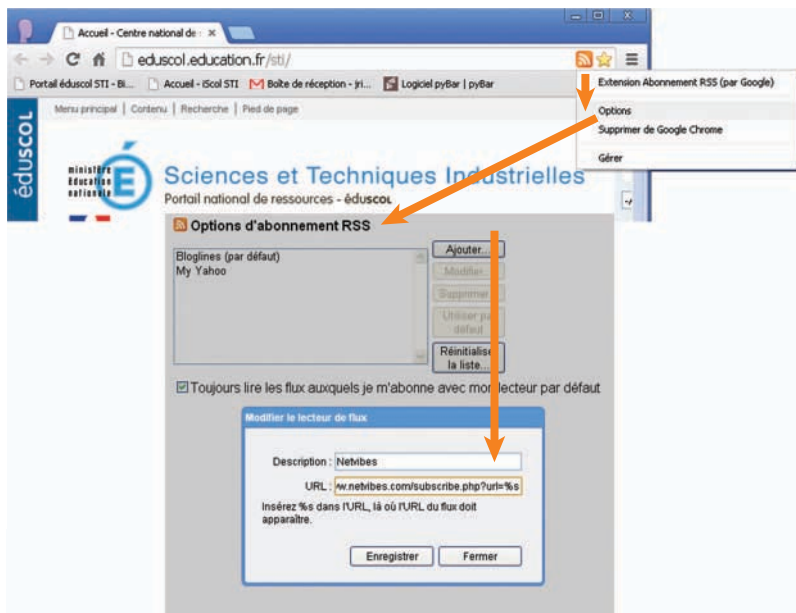 Accueil - Centre national de
eduscol.education.fr/sti/
Portail éduscol STI - Bi... Accueil - iScol STI Boîte de réception - jri... Logiciel pyBar | pyBar
Extension Abonnement RSS (par Google)
Options
Supprimer de Google Chrome
Gérer
Menu principal | Contenu | Recherche | Pied de page
éduscol
ministère
éducation
nationale
Sciences et Techniques Industrielles
Portail national de ressources - éduscol
Options d'abonnement RSS
Bloglines (par défaut)
My Yahoo
Ajouter...
Modifier...
Supprimer
Utiliser par
défaut
Réinitialiser
la liste...
Toujours lire les flux auxquels je m'abonne avec mon lecteur par défaut
Modifier le lecteur de flux
Description : Netvibes
URL : w.netvibes.com/subscribe.php?url=%s
Insérez %s dans l'URL, là où l'URL du flux doit
apparaître.
Enregistrer Fermer